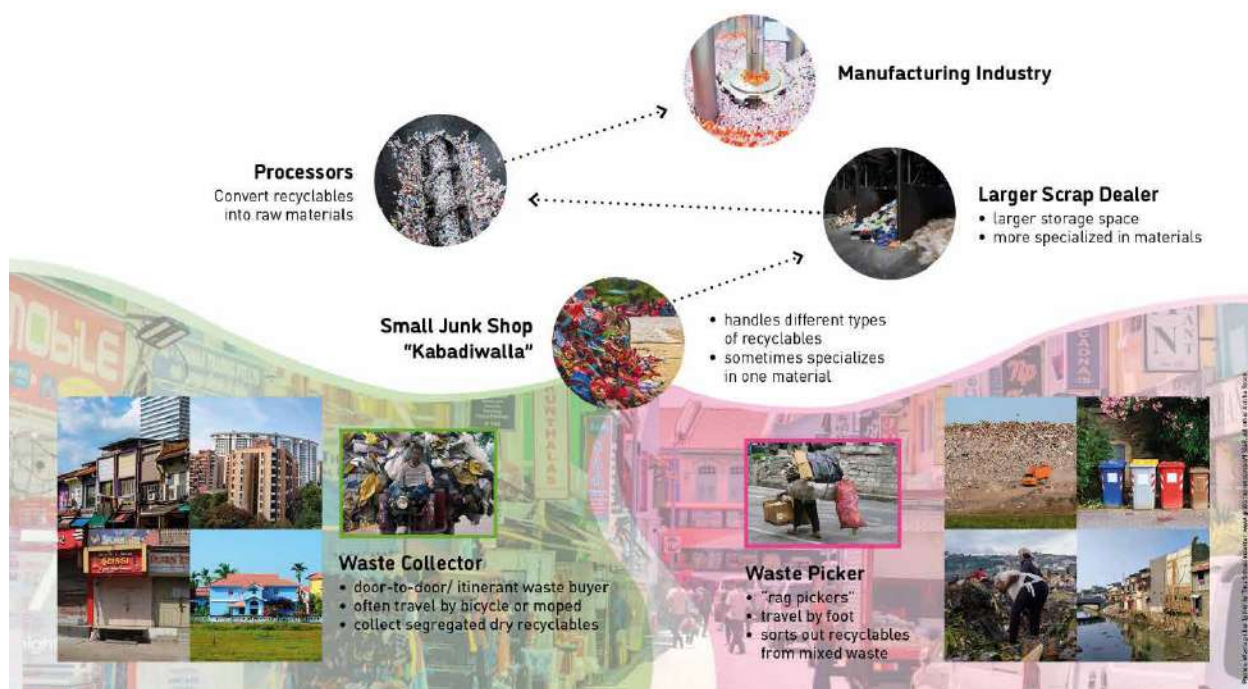 Manufacturing Industry
Processors
Convert recyclables
into raw materials
Larger Scrap Dealer
• larger storage space
• more specialized in materials
Small Junk Shop
"Kabadiwalla"
• handles different types
of recyclables
• sometimes specializes
in one material
mobile
UNTHALAS
N
Waste Collector
• door-to-door/ itinerant waste buyer
• often travel by bicycle or moped
• collect segregated dry recyclables
Waste Picker
• "rag pickers"
• travel by foot
• sorts out recyclables
from mixed waste